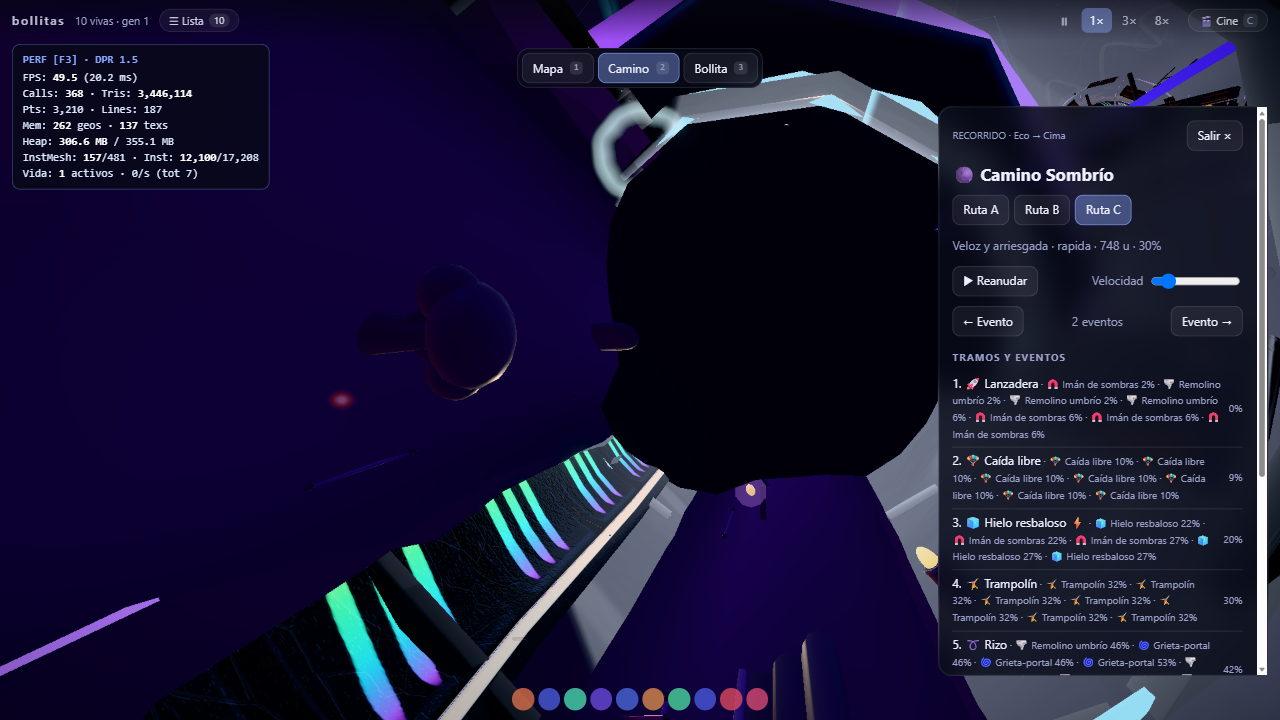 bollitas 10 vivas · gen 1 ☰ Lista 10
1× 3× 8× Cine C
PERF [F3] · DPR 1.5
FPS: 49.5 (20.2 ms)
Calls: 368 · Tris: 3,446,114
Pts: 3,210 · Lines: 187
Mem: 262 geos · 137 texs
Heap: 306.6 MB / 355.1 MB
InstMesh: 157/481 · Inst: 12,100/17,208
Vida: 1 activos · 0/s (tot 7)
Mapa 1 Camino 2 Bollita 3
RECORRIDO · Eco → Cima
Salir ×
Camino Sombrío
Ruta A Ruta B Ruta C
Veloz y arriesgada · rapida · 748 u · 30%
▶ Reanudar Velocidad
← Evento 2 eventos Evento →
TRAMOS Y EVENTOS
1. Lanzadera · Imán de sombras 2% · Remolino
umbrío 2% · Remolino umbrío 2% · Remolino umbrío
6% · Imán de sombras 6% · Imán de sombras 6% ·
Imán de sombras 6%
0%
2. Caída libre · Caída libre 10% · Caída libre
10% · Caída libre 10% · Caída libre 10% · Caída
libre 10% · Caída libre 10% · Caída libre 10%
9%
3. Hielo resbaloso · Hielo resbaloso 22% ·
Imán de sombras 22% · Imán de sombras 27% ·
Hielo resbaloso 27% · Hielo resbaloso 27%
20%
4. Trampolín · Trampolín 32% · Trampolín
32% · Trampolín 32% · Trampolín 32% ·
Trampolín 32% · Trampolín 32% · Trampolín 32%
30%
5. Rizo · Remolino umbrío 46% · Grieta-portal
46% · Grieta-portal 46% · Grieta-portal 53% ·
42%